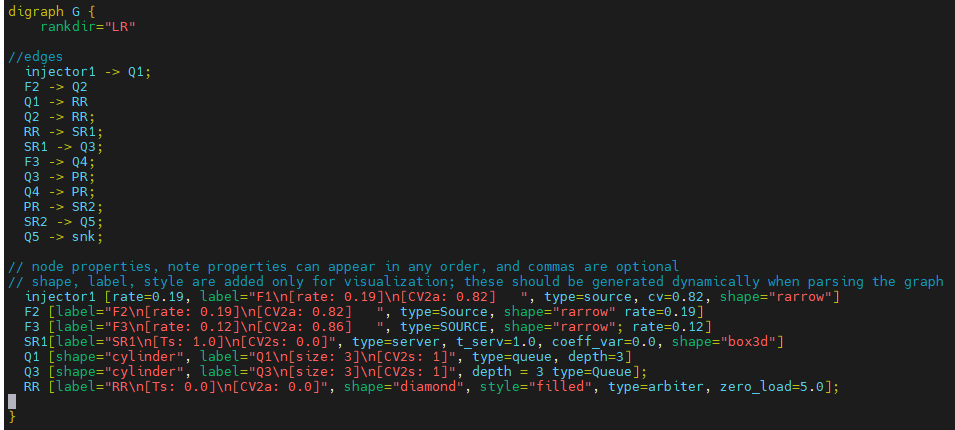 digraph G {
    rankdir="LR"

//edges
  injector1 -> Q1;
  F2 -> Q2
  Q1 -> RR
  Q2 -> RR;
  RR -> SR1;
  SR1 -> Q3;
  F3 -> Q4;
  Q3 -> PR;
  Q4 -> PR;
  PR -> SR2;
  SR2 -> Q5;
  Q5 -> snk;

// node properties, note properties can appear in any order, and commas are optional
// shape, label, style are added only for visualization; these should be generated dynamically when parsing the graph
  injector1 [rate=0.19, label="F1\n[rate: 0.19]\n[CV2a: 0.82]   ", type=source, cv=0.82, shape="rarrow"]
  F2 [label="F2\n[rate: 0.19]\n[CV2a: 0.82]   ", type=Source, shape="rarrow" rate=0.19]
  F3 [label="F3\n[rate: 0.12]\n[CV2a: 0.86]   ", type=SOURCE, shape="rarrow"; rate=0.12]
  SR1[label="SR1\n[Ts: 1.0]\n[CV2s: 0.0]", type=server, t_serv=1.0, coeff_var=0.0, shape="box3d"]
  Q1 [shape="cylinder", label="Q1\n[size: 3]\n[CV2s: 1]", type=queue, depth=3]
  Q3 [shape="cylinder", label="Q3\n[size: 3]\n[CV2s: 1]", depth = 3 type=Queue];
  RR [label="RR\n[Ts: 0.0]\n[CV2a: 0.0]", shape="diamond", style="filled", type=arbiter, zero_load=5.0];

}